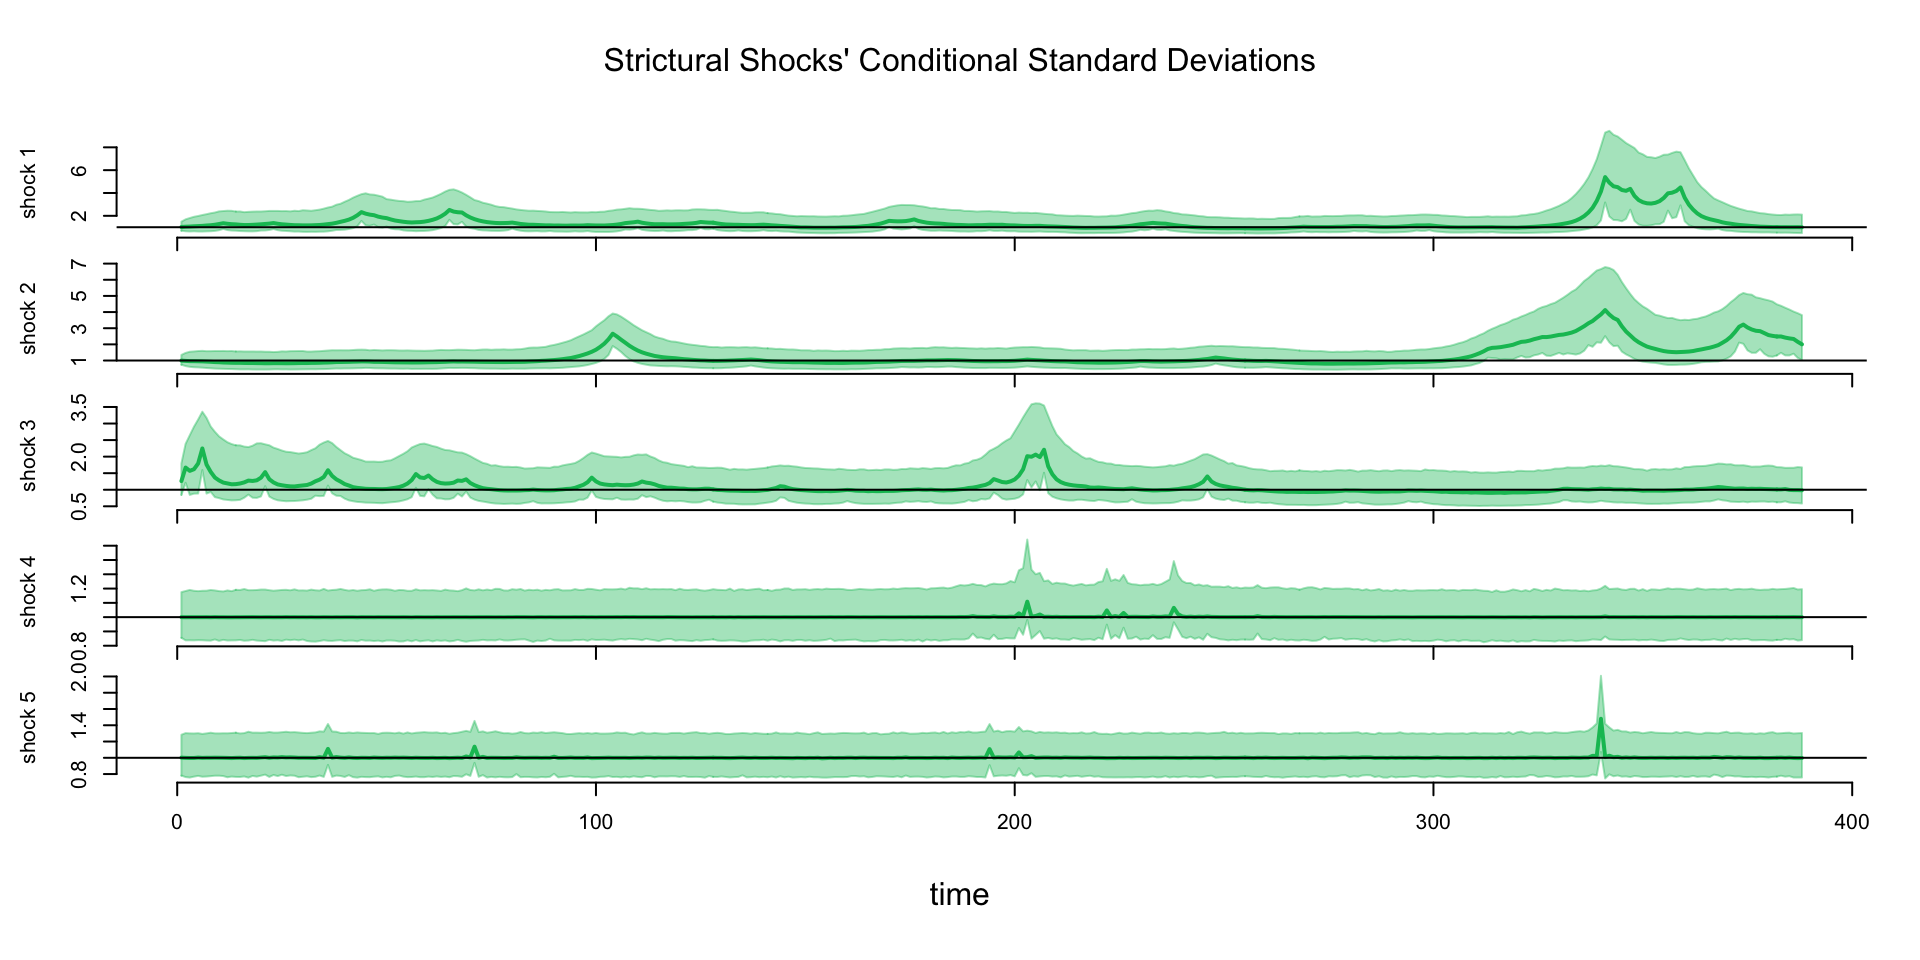 Strictural Shocks' Conditional Standard Deviations
shock 1
2 6
shock 2
1 3 5 7
shock 3
0.5 2.0 3.5
shock 4
0.8 1.2
shock 5
0.8 1.4 2.0
0 100 200 300 400
time